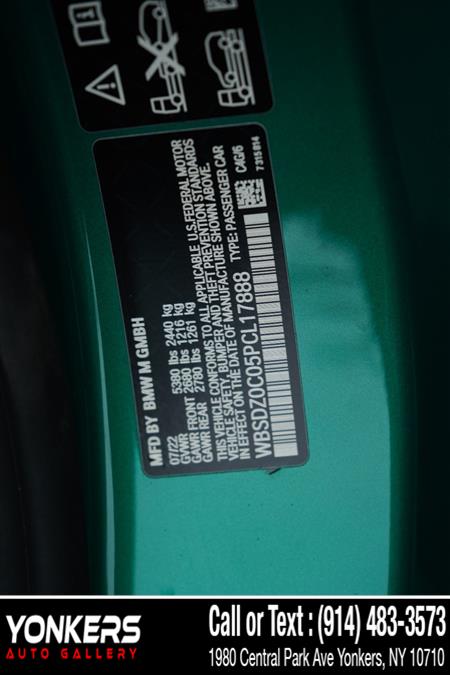 MFD BY BMW M GMBH
07/22
GVWR 5380 lbs 2440 kg
GAWR FRONT 2680 lbs 1216 kg
GAWR REAR 2780 lbs 1261 kg
THIS VEHICLE CONFORMS TO ALL APPLICABLE U.S.FEDERAL MOTOR
VEHICLE SAFETY, BUMPER AND THEFT PREVENTION STANDARDS
IN EFFECT ON THE DATE OF MANUFACTURE SHOWN ABOVE.
WBSDZ0C05PCL17888 TYPE: PASSENGER CAR
C4G/6
7 315 814
YONKERS
AUTO GALLERY
Call or Text : (914) 483-3573
1980 Central Park Ave Yonkers, NY 10710